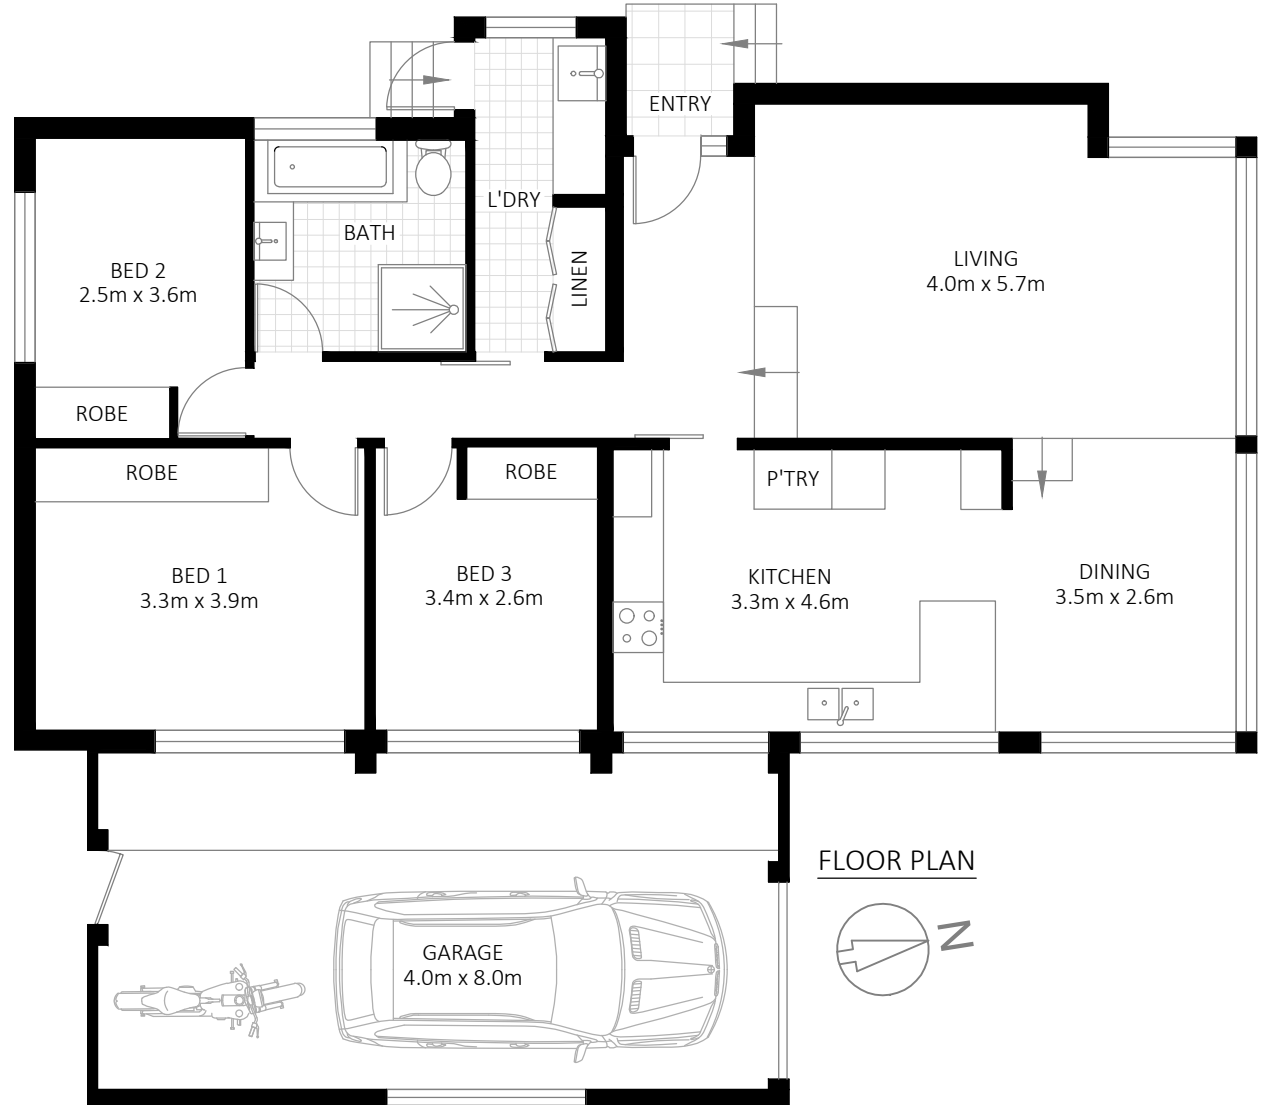 ENTRY
L'DRY
BATH
LIVING
4.0m x 5.7m
BED 2
2.5m x 3.6m
LINEN
ROBE
ROBE
ROBE
P'TRY
BED 1
3.3m x 3.9m
BED 3
3.4m x 2.6m
KITCHEN
3.3m x 4.6m
DINING
3.5m x 2.6m
FLOOR PLAN
N
GARAGE
4.0m x 8.0m